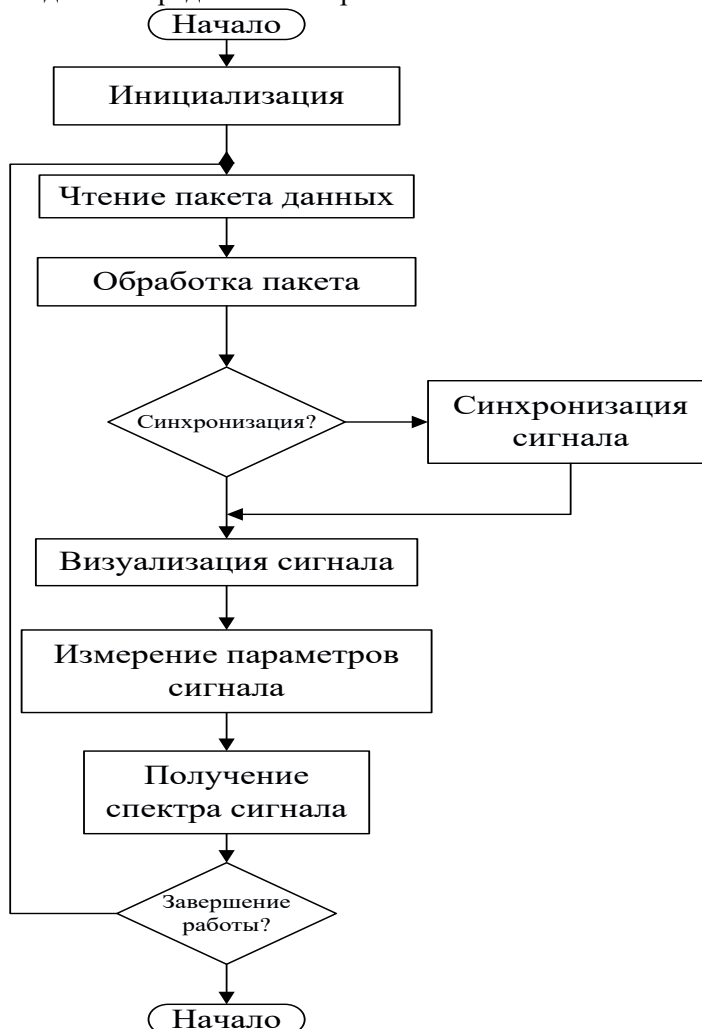 Начало
Инициализация
Чтение пакета данных
Обработка пакета
Синхронизация?
Синхронизация
сигнала
Визуализация сигнала
Измерение параметров
сигнала
Получение
спектра сигнала
Завершение
работы?
Начало